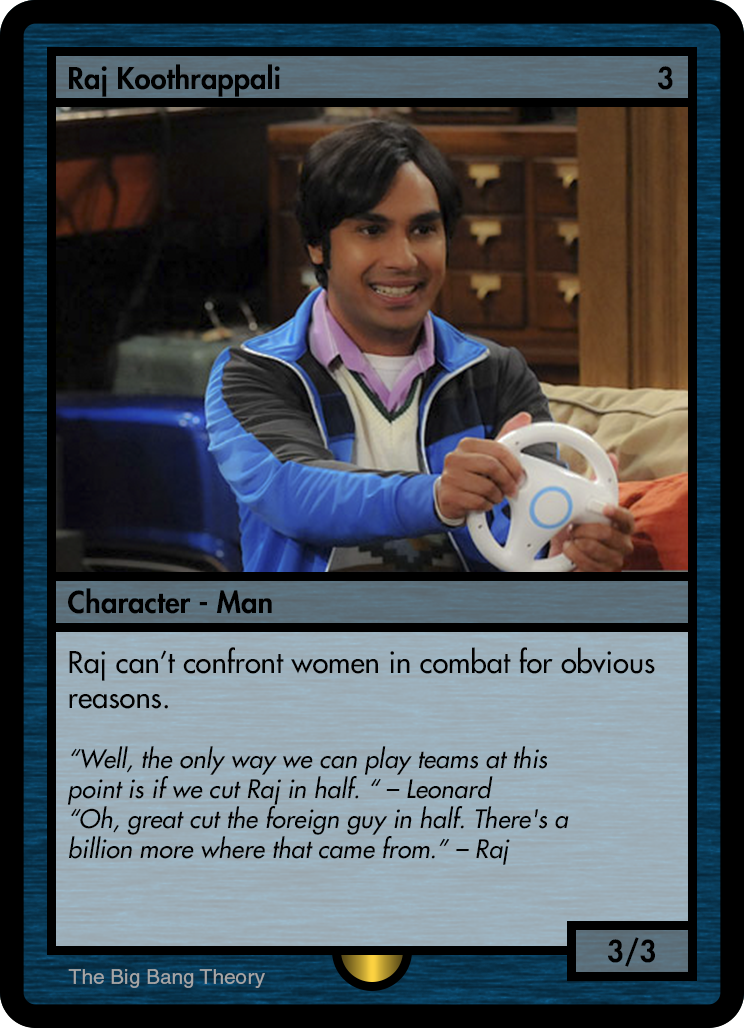 Raj Koothrappali 3
Character - Man
Raj can't confront women in combat for obvious
reasons.
“Well, the only way we can play teams at this
point is if we cut Raj in half. “ – Leonard
“Oh, great cut the foreign guy in half. There's a
billion more where that came from.” – Raj
3/3
The Big Bang Theory